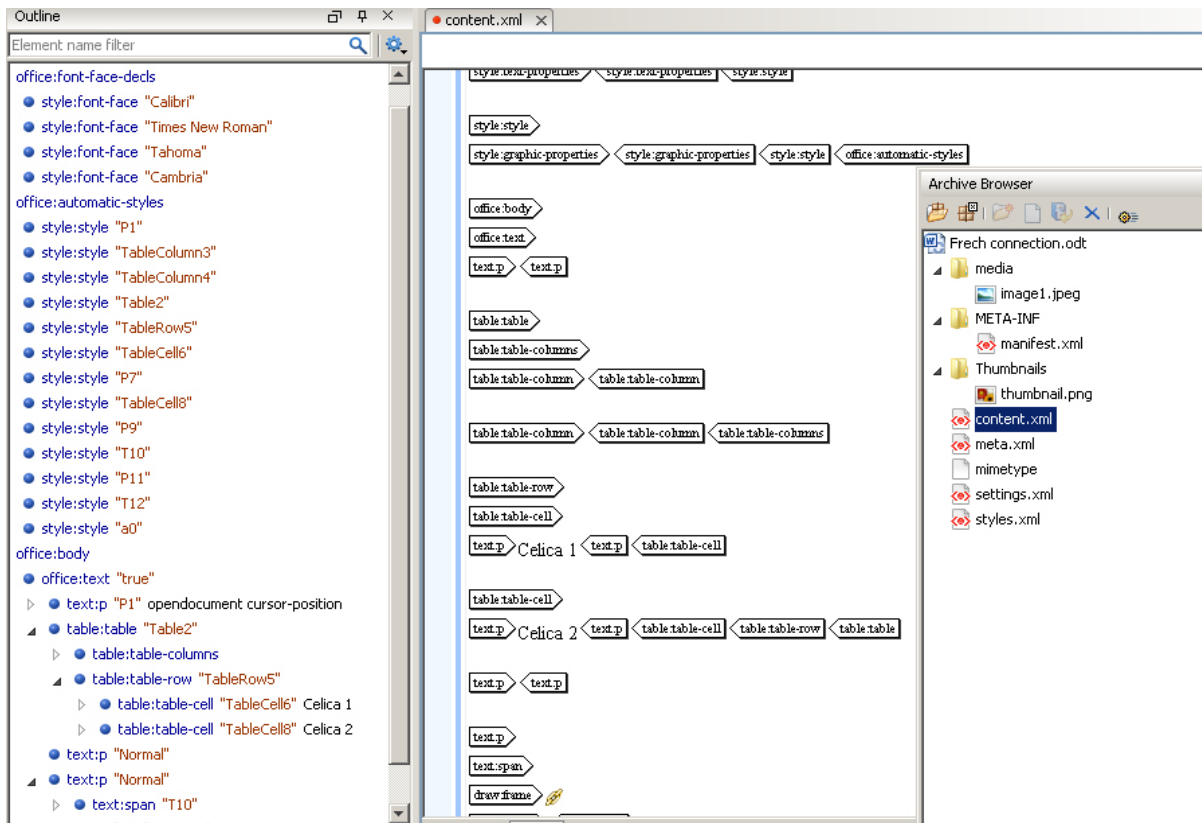 Outline
Element name filter
office:font-face-decls
style:font-face "Calibri"
style:font-face "Times New Roman"
style:font-face "Tahoma"
style:font-face "Cambria"
office:automatic-styles
style:style "P1"
style:style "TableColumn3"
style:style "TableColumn4"
style:style "Table2"
style:style "TableRow5"
style:style "TableCell6"
style:style "P7"
style:style "TableCell8"
style:style "P9"
style:style "T10"
style:style "P11"
style:style "T12"
style:style "a0"
office:body
office:text "true"
text:p "P1" opendocument cursor-position
table:table "Table2"
table:table-columns
table:table-row "TableRow5"
table:table-cell "TableCell6" Celica 1
table:table-cell "TableCell8" Celica 2
text:p "Normal"
text:p "Normal"
text:span "T10"
content.xml
style:text-properties style:text-properties style:style
style:style
style:graphic-properties style:graphic-properties style:style office:automatic-styles
office:body
office:text
text:p text:p
table:table
table:table-columns
table:table-column table:table-column
table:table-column table:table-column table:table-columns
table:table-row
table:table-cell
text:p Celica 1 text:p table:table-cell
table:table-cell
text:p Celica 2 text:p table:table-cell table:table-row table:table
text:p text:p
text:p
text:span
draw:frame
Archive Browser
Frech connection.odt
media
image1.jpeg
META-INF
manifest.xml
Thumbnails
thumbnail.png
content.xml
meta.xml
mimetype
settings.xml
styles.xml